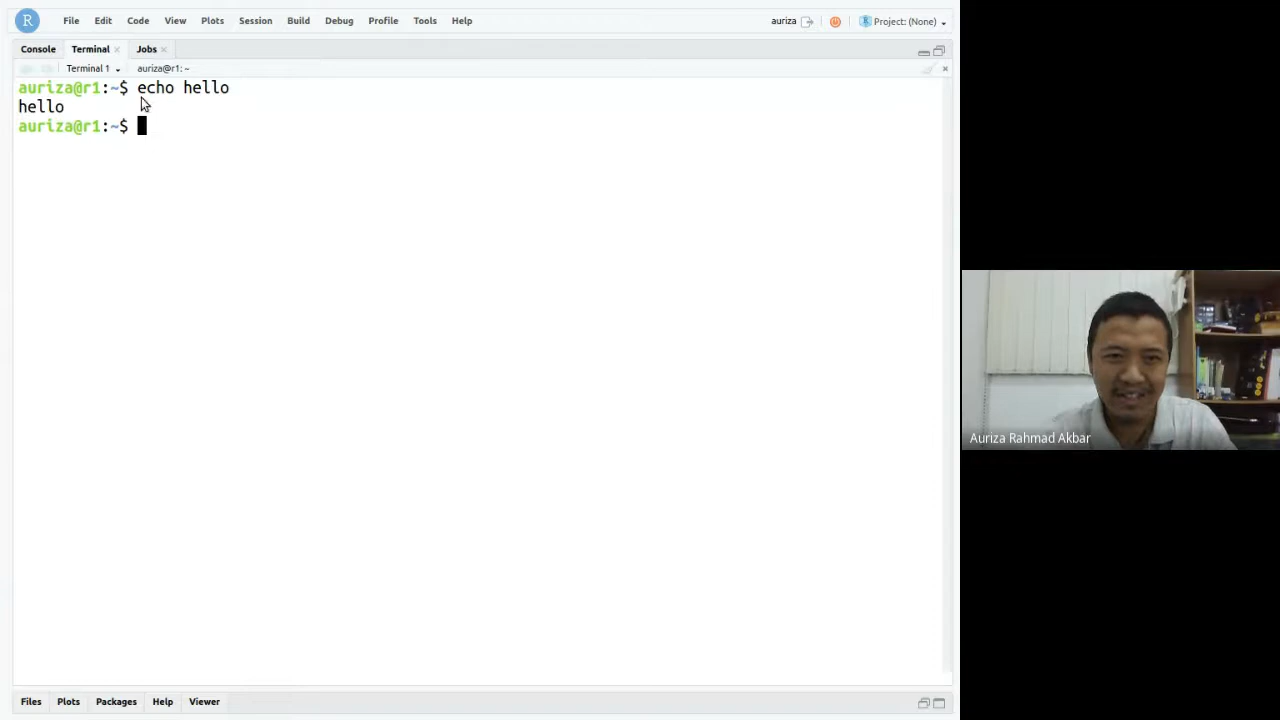 R File Edit Code View Plots Session Build Debug Profile Tools Help auriza Project: (None)
Console Terminal Jobs
Terminal 1 auriza@r1: ~
auriza@r1:~$ echo hello
hello
auriza@r1:~$
Auriza Rahmad Akbar
Files Plots Packages Help Viewer